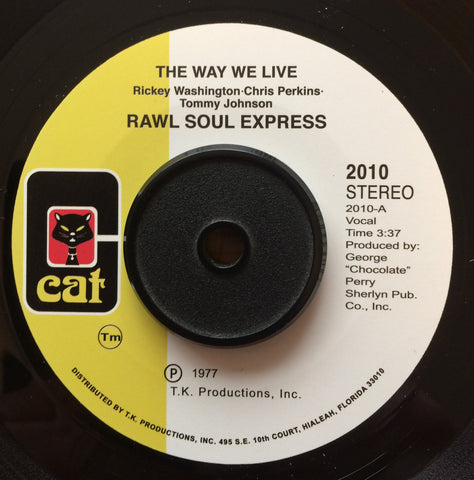 THE WAY WE LIVE
Rickey Washington·Chris Perkins·
Tommy Johnson
RAWL SOUL EXPRESS
2010
STEREO
2010-A
Vocal
Time 3:37
Produced by:
George
"Chocolate"
Perry
Sherlyn Pub.
Co., Inc.
cat
Tm
P 1977
T.K. Productions, Inc.
DISTRIBUTED BY T.K. PRODUCTIONS, INC. 495 S.E. 10th COURT, HIALEAH, FLORIDA 33010